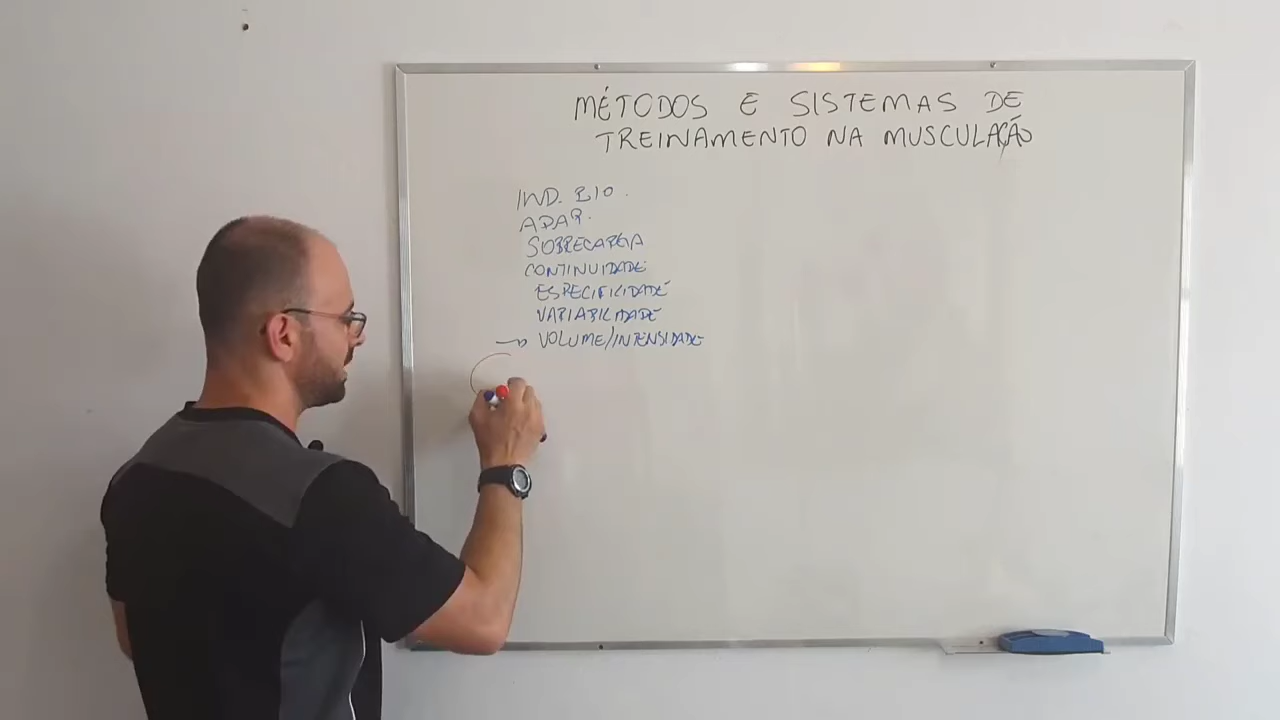 MÉTODOS E SISTEMAS DE
TREINAMENTO NA MUSCULAÇÃO
IND. BIO.
ADAP.
SOBRECARGA
CONTINUIDADE
ESPECIFICIDADE
VARIABILIDADE
→ VOLUME/INTENSIDADE